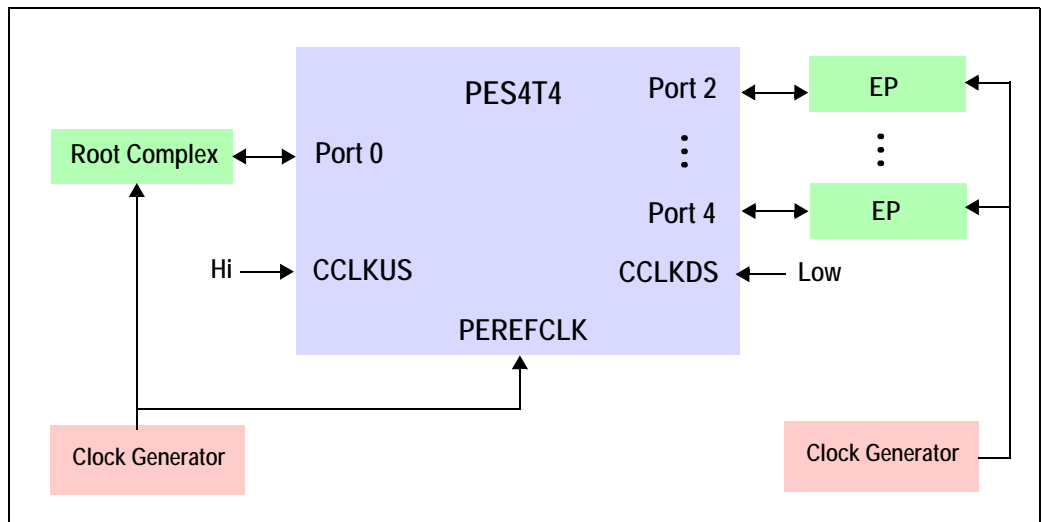 PES4T4
Port 2
EP
Root Complex
Port 0
Port 4
EP
Hi
CCLKUS
CCLKDS
Low
PEREFCLK
Clock Generator
Clock Generator